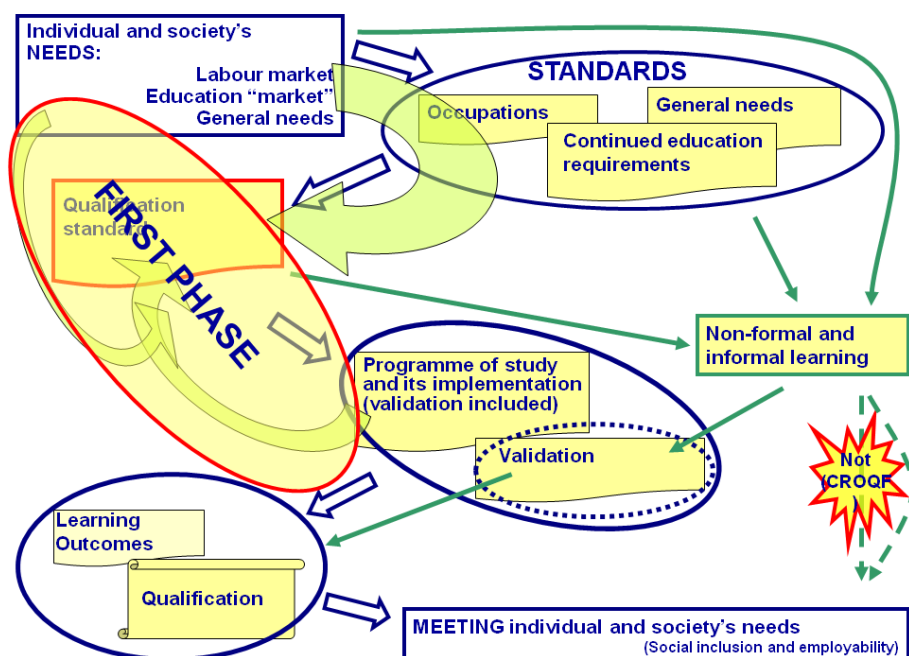 Individual and society's
NEEDS:
Labour market
Education “market”
General needs
STANDARDS
Occupations
General needs
Continued education
requirements
Qualification
standard
FIRST PHASE
Non-formal and
informal learning
Programme of study
and its implementation
(validation included)
Validation
Not
(CROQF
)
Learning
Outcomes
Qualification
MEETING individual and society's needs
(Social inclusion and employability)